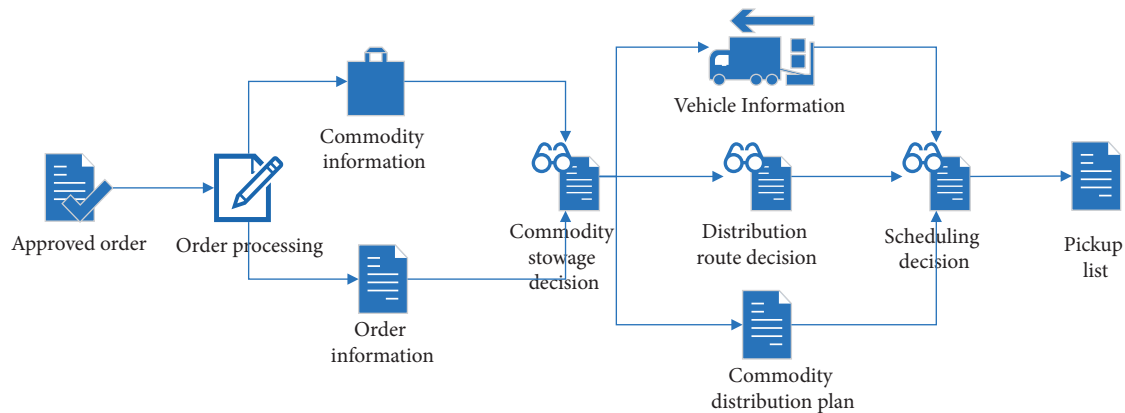 Approved order
Order processing
Commodity
information
Order
information
Commodity
stowage
decision
Vehicle Information
Distribution
route decision
Commodity
distribution plan
Scheduling
decision
Pickup
list